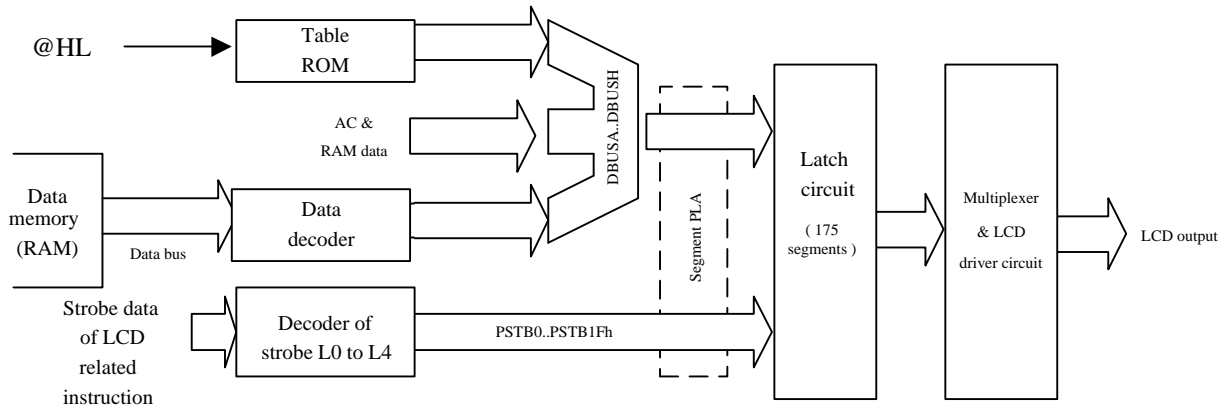 @HL
Table
ROM
AC &
RAM data
DBUSA..DBUSH
Data
memory
(RAM)
Data bus
Data
decoder
Segment PLA
Latch
circuit
( 175
segments )
Multiplexer
& LCD
driver circuit
LCD output
Strobe data
of LCD
related
instruction
Decoder of
strobe L0 to L4
PSTB0..PSTB1Fh